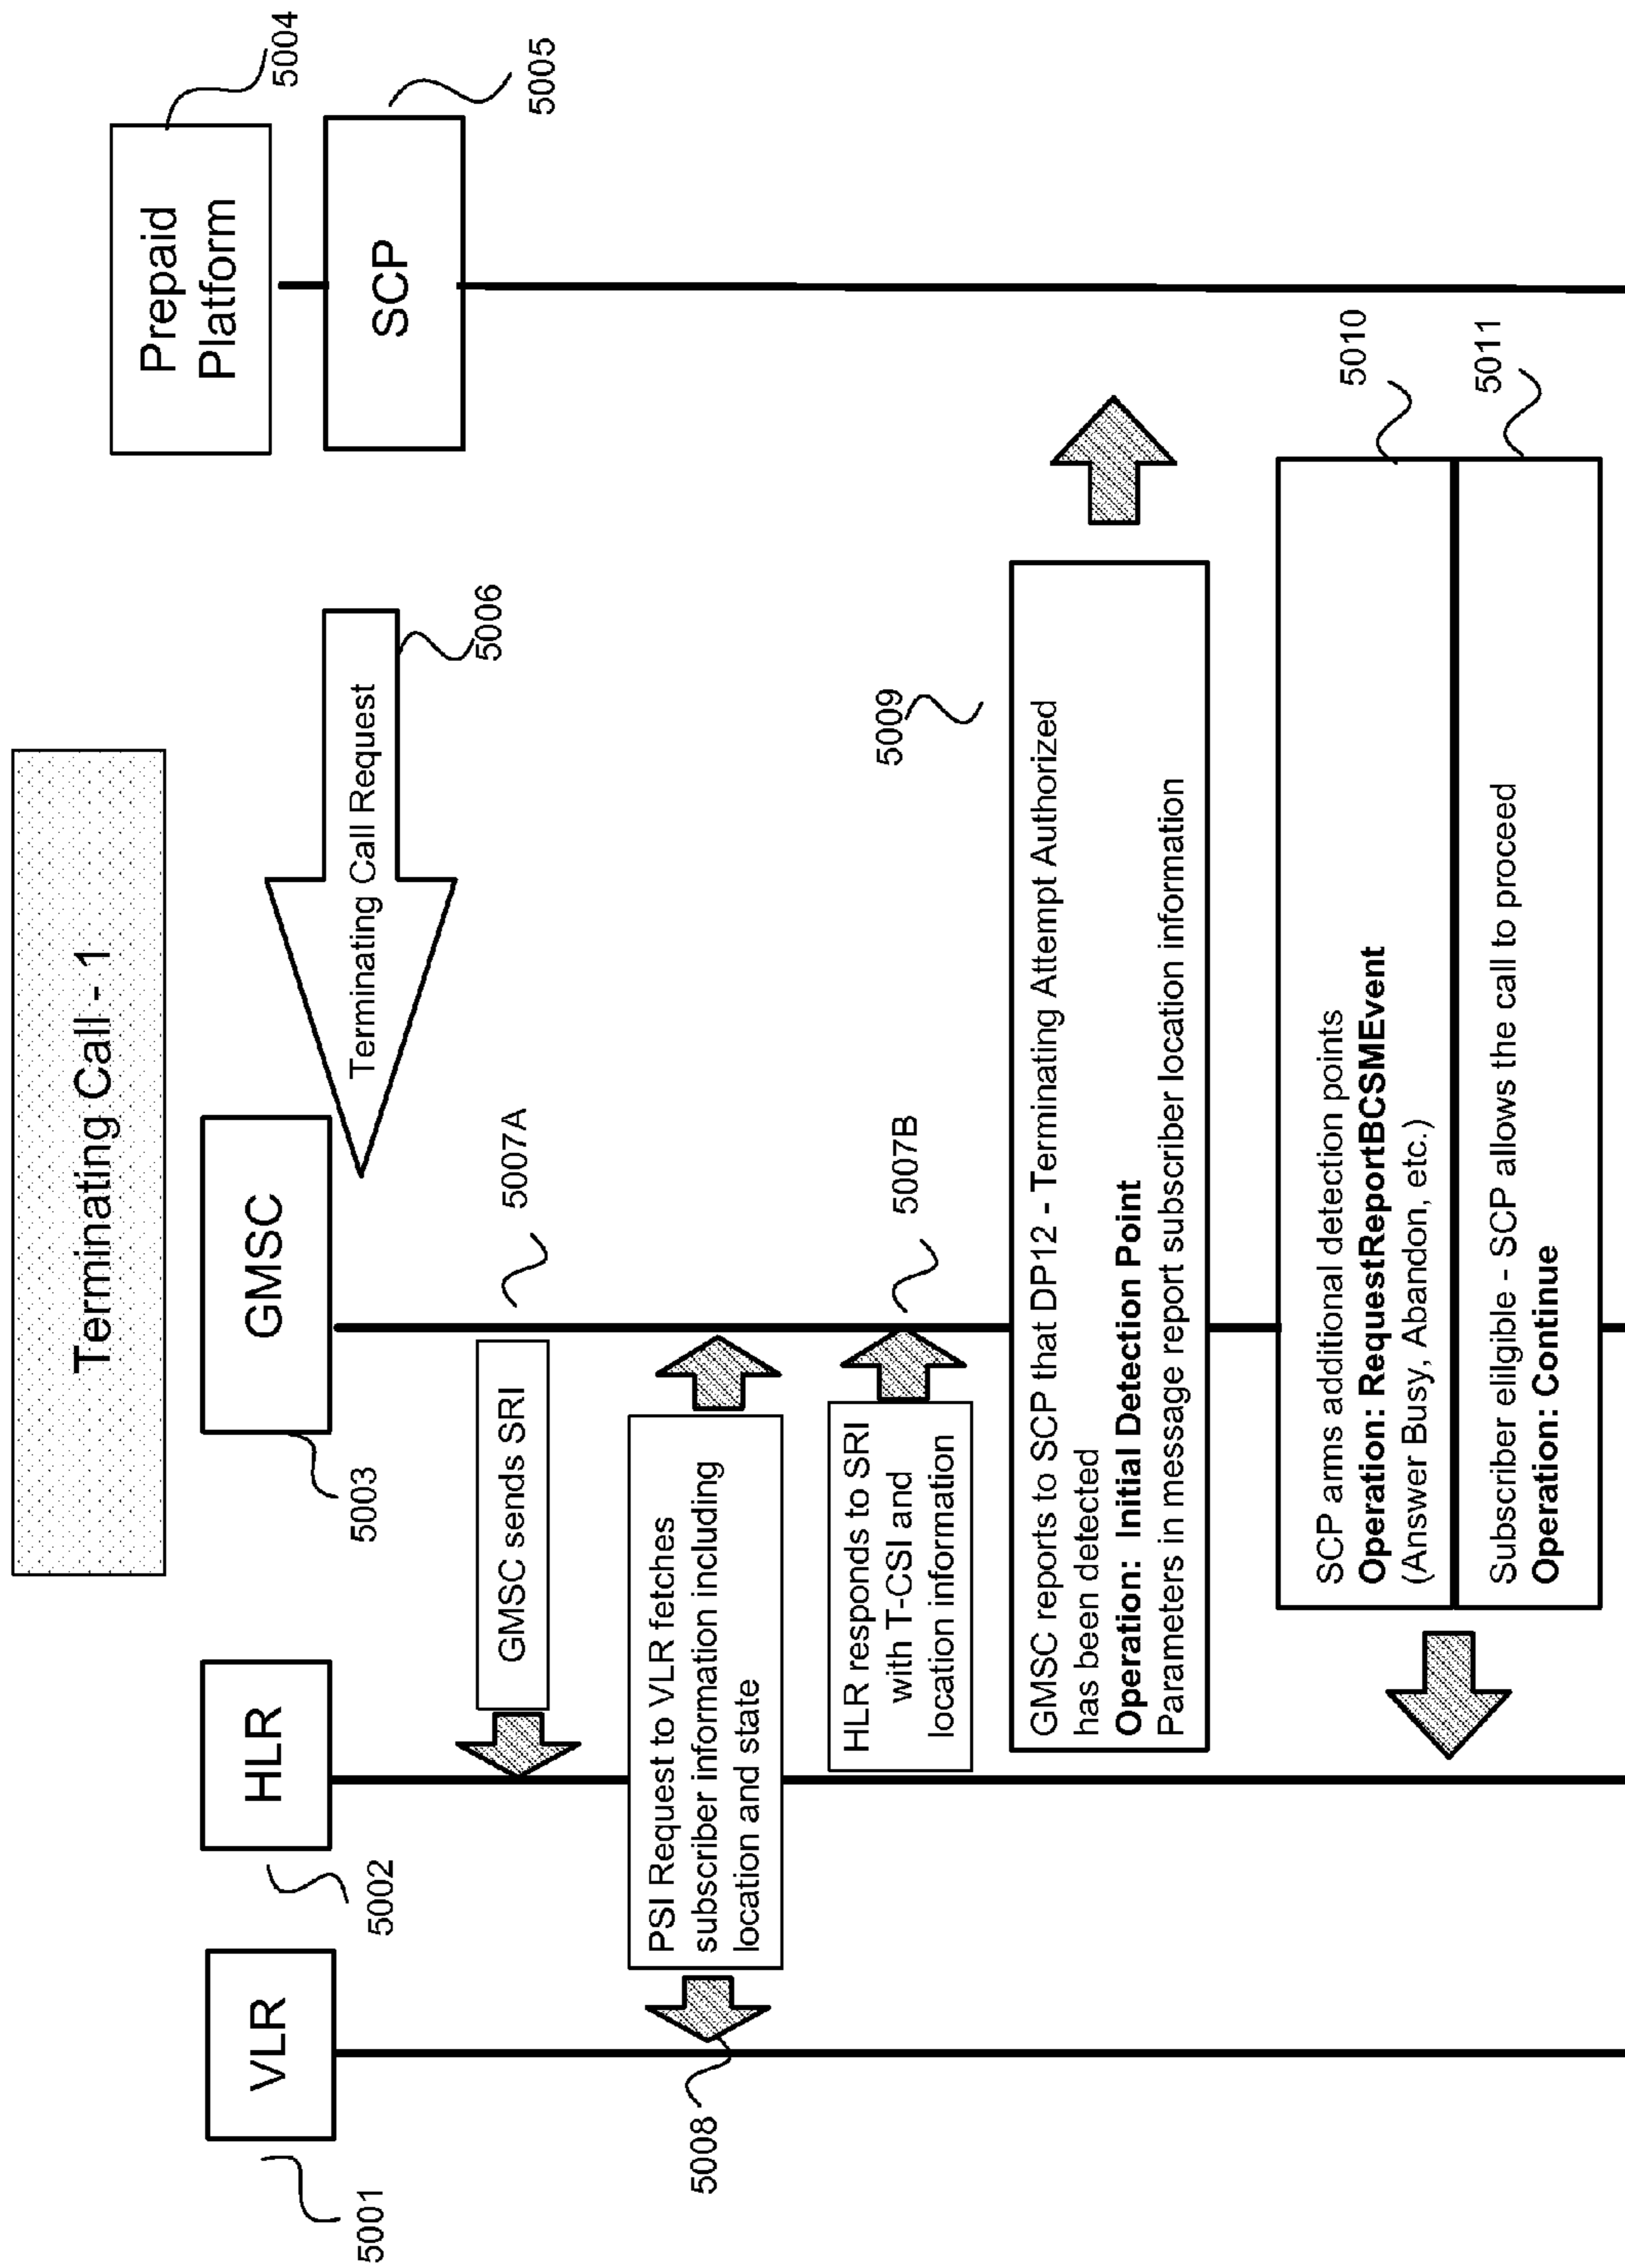 Terminating Call - 1
Prepaid
Platform
5004
VLR
HLR
GMSC
SCP
5001
5002
5003
5005
Terminating Call Request
5006
GMSC sends SRI
5007A
PSI Request to VLR fetches
subscriber information including
location and state
5008
HLR responds to SRI
with T-CSI and
location information
5007B
5009
GMSC reports to SCP that DP12 - Terminating Attempt Authorized
has been detected
Operation: Initial Detection Point
Parameters in message report subscriber location information
SCP arms additional detection points
Operation: RequestReportBCSMEvent
(Answer Busy, Abandon, etc.)
5010
Subscriber eligible - SCP allows the call to proceed
Operation: Continue
5011